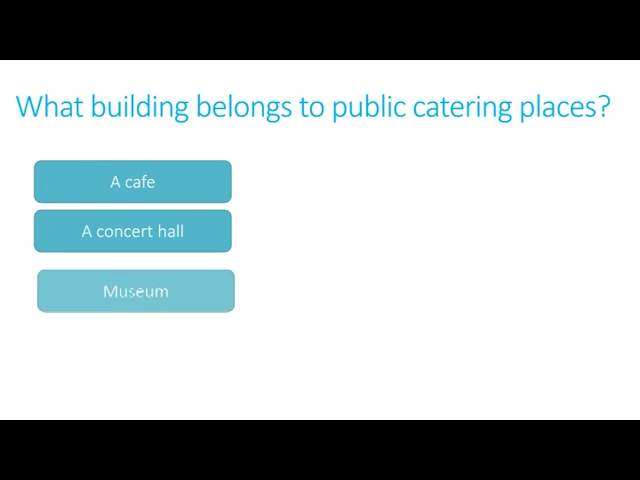 What building belongs to public catering places?
A cafe
A concert hall
Museum